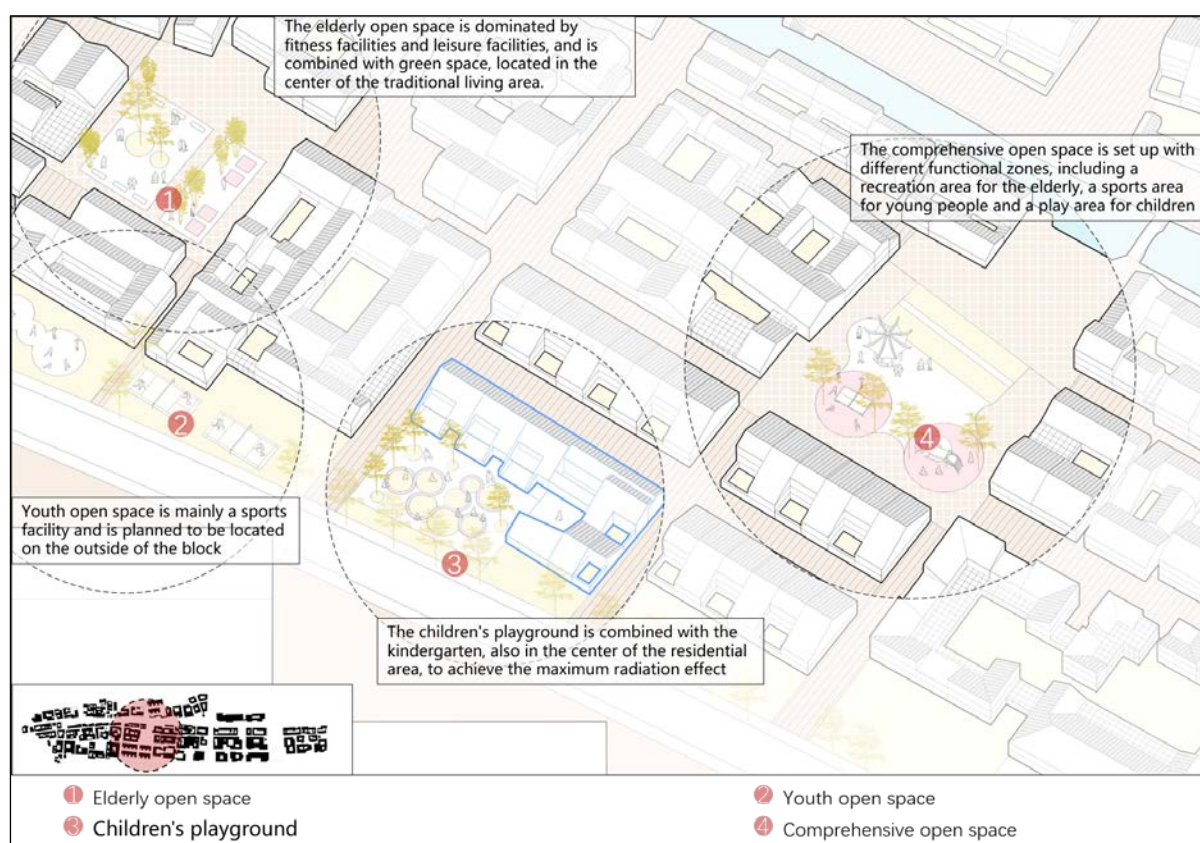 The elderly open space is dominated by
fitness facilities and leisure facilities, and is
combined with green space, located in the
center of the traditional living area.
The comprehensive open space is set up with
different functional zones, including a
recreation area for the elderly, a sports area
for young people and a play area for children
1
4
2
Youth open space is mainly a sports
facility and is planned to be located
on the outside of the block
3
The children's playground is combined with the
kindergarten, also in the center of the residential
area, to achieve the maximum radiation effect
1 Elderly open space
2 Youth open space
3 Children's playground
4 Comprehensive open space